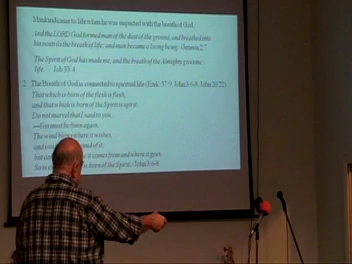 Mankind came to life when he was inspected with the breath of God
And the LORD God formed man of the dust of the ground, and breathed into
his nostrils the breath of life; and man became a living being. Genesis 2:7
The Spirit of God has made me, and the breath of the Almighty gives me
life. Job 33:4
2. The Breath of God is connected to spiritual life (Ezek. 37:9, John 3:6-8, John 20:22)
That which is born of the flesh is flesh,
and that which is born of the Spirit is spirit.
Do not marvel that I said to you,
—You must be born again.
The wind blows where it wishes,
and you sound of it,
but can it comes from and where it goes.
So is born of the Spirit. John 3:6-8